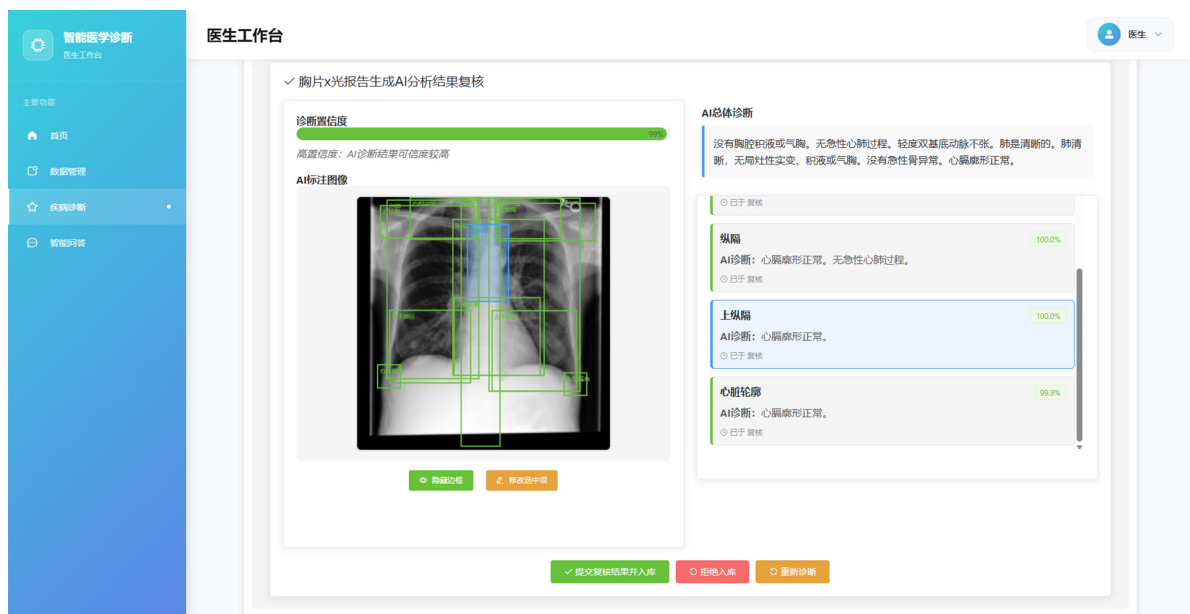 智能医学诊断
医生工作台
主要功能
首页
数据管理
疾病诊断
智能问答
医生工作台
医生
胸片x光报告生成AI分析结果复核
诊断置信度
99%
高置信度：AI诊断结果可信度较高
AI标注图像
隐藏边框
修改选中项
AI总体诊断
没有胸腔积液或气胸。无急性心肺过程。轻度双基底动脉不张。肺是清晰的。肺清
晰，无局灶性实变、积液或气胸。没有急性骨异常。心膈廓形正常。
已于 复核
纵隔
100.0%
AI诊断：心膈廓形正常。无急性心肺过程。
已于 复核
上纵隔
100.0%
AI诊断：心膈廓形正常。
已于 复核
心脏轮廓
99.9%
AI诊断：心膈廓形正常。
已于 复核
提交复核结果并入库
拒绝入库
重新诊断